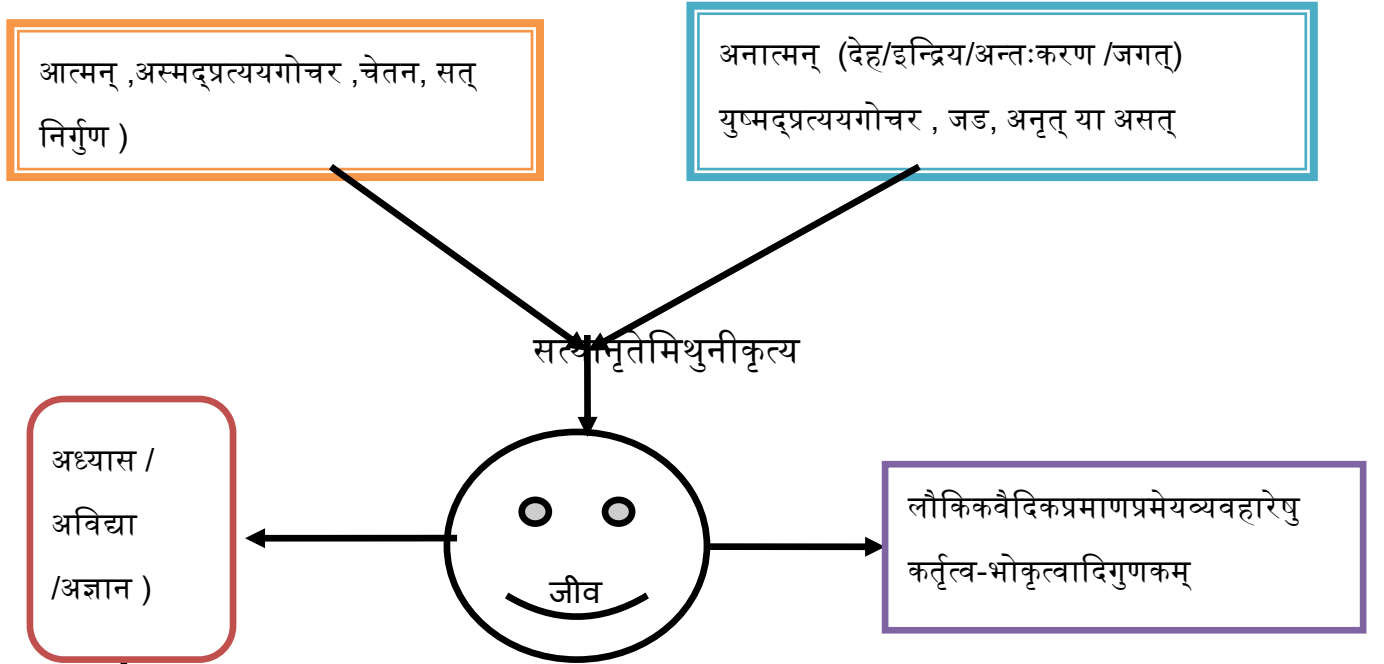 आत्मन् ,अस्मद्प्रत्ययगोचर ,चेतन, सत्
निर्गुण )
अनात्मन् (देह/इन्द्रिय/अन्तःकरण /जगत्)
युष्मद्प्रत्ययगोचर , जड, अनृत् या असत्
सत्यानृतेमिथुनीकृत्य
अध्यास /
अविद्या
/अज्ञान )
जीव
लौकिकवैदिकप्रमाणप्रमेयव्यवहारेषु
कर्तृत्व-भोकृत्वादिगुणकम्